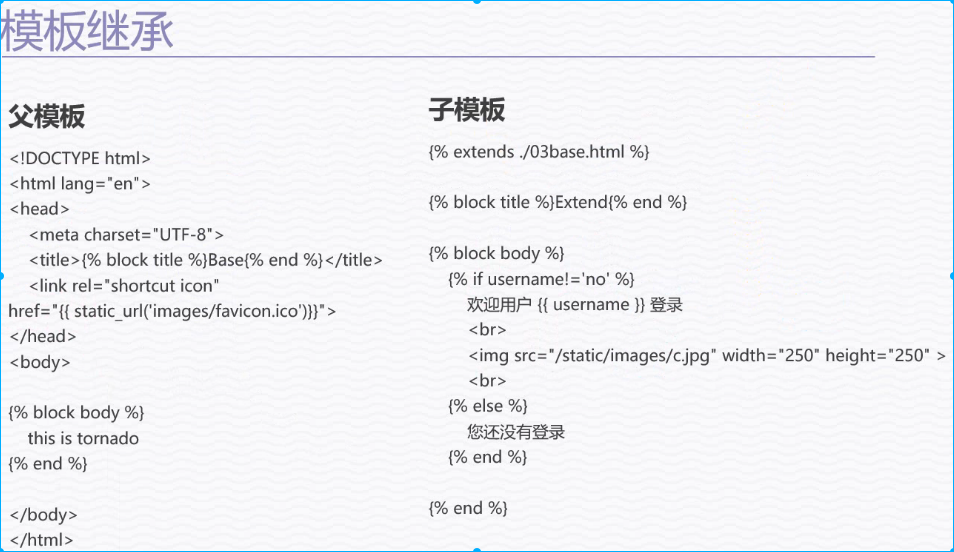 模板继承
父模板
<!DOCTYPE html>
<html lang="en">
<head>
    <meta charset="UTF-8">
    <title>{% block title %}Base{% end %}</title>
    <link rel="shortcut icon"
href="{{ static_url('images/favicon.ico')}}">
</head>
<body>
{% block body %}
    this is tornado
{% end %}
</body>
</html>
子模板
{% extends ./03base.html %}
{% block title %}Extend{% end %}
{% block body %}
    {% if username!='no' %}
        欢迎用户 {{ username }} 登录
        <br>
        <img src="/static/images/c.jpg" width="250" height="250" >
        <br>
    {% else %}
        您还没有登录
    {% end %}
{% end %}